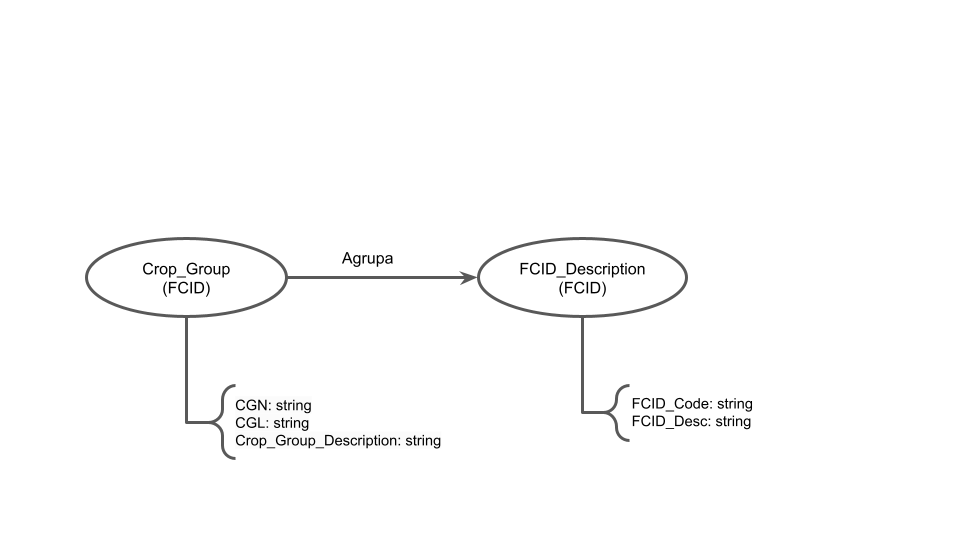 Agrupa
Crop_Group
(FCID)
FCID_Description
(FCID)
CGN: string
CGL: string
Crop_Group_Description: string
FCID_Code: string
FCID_Desc: string